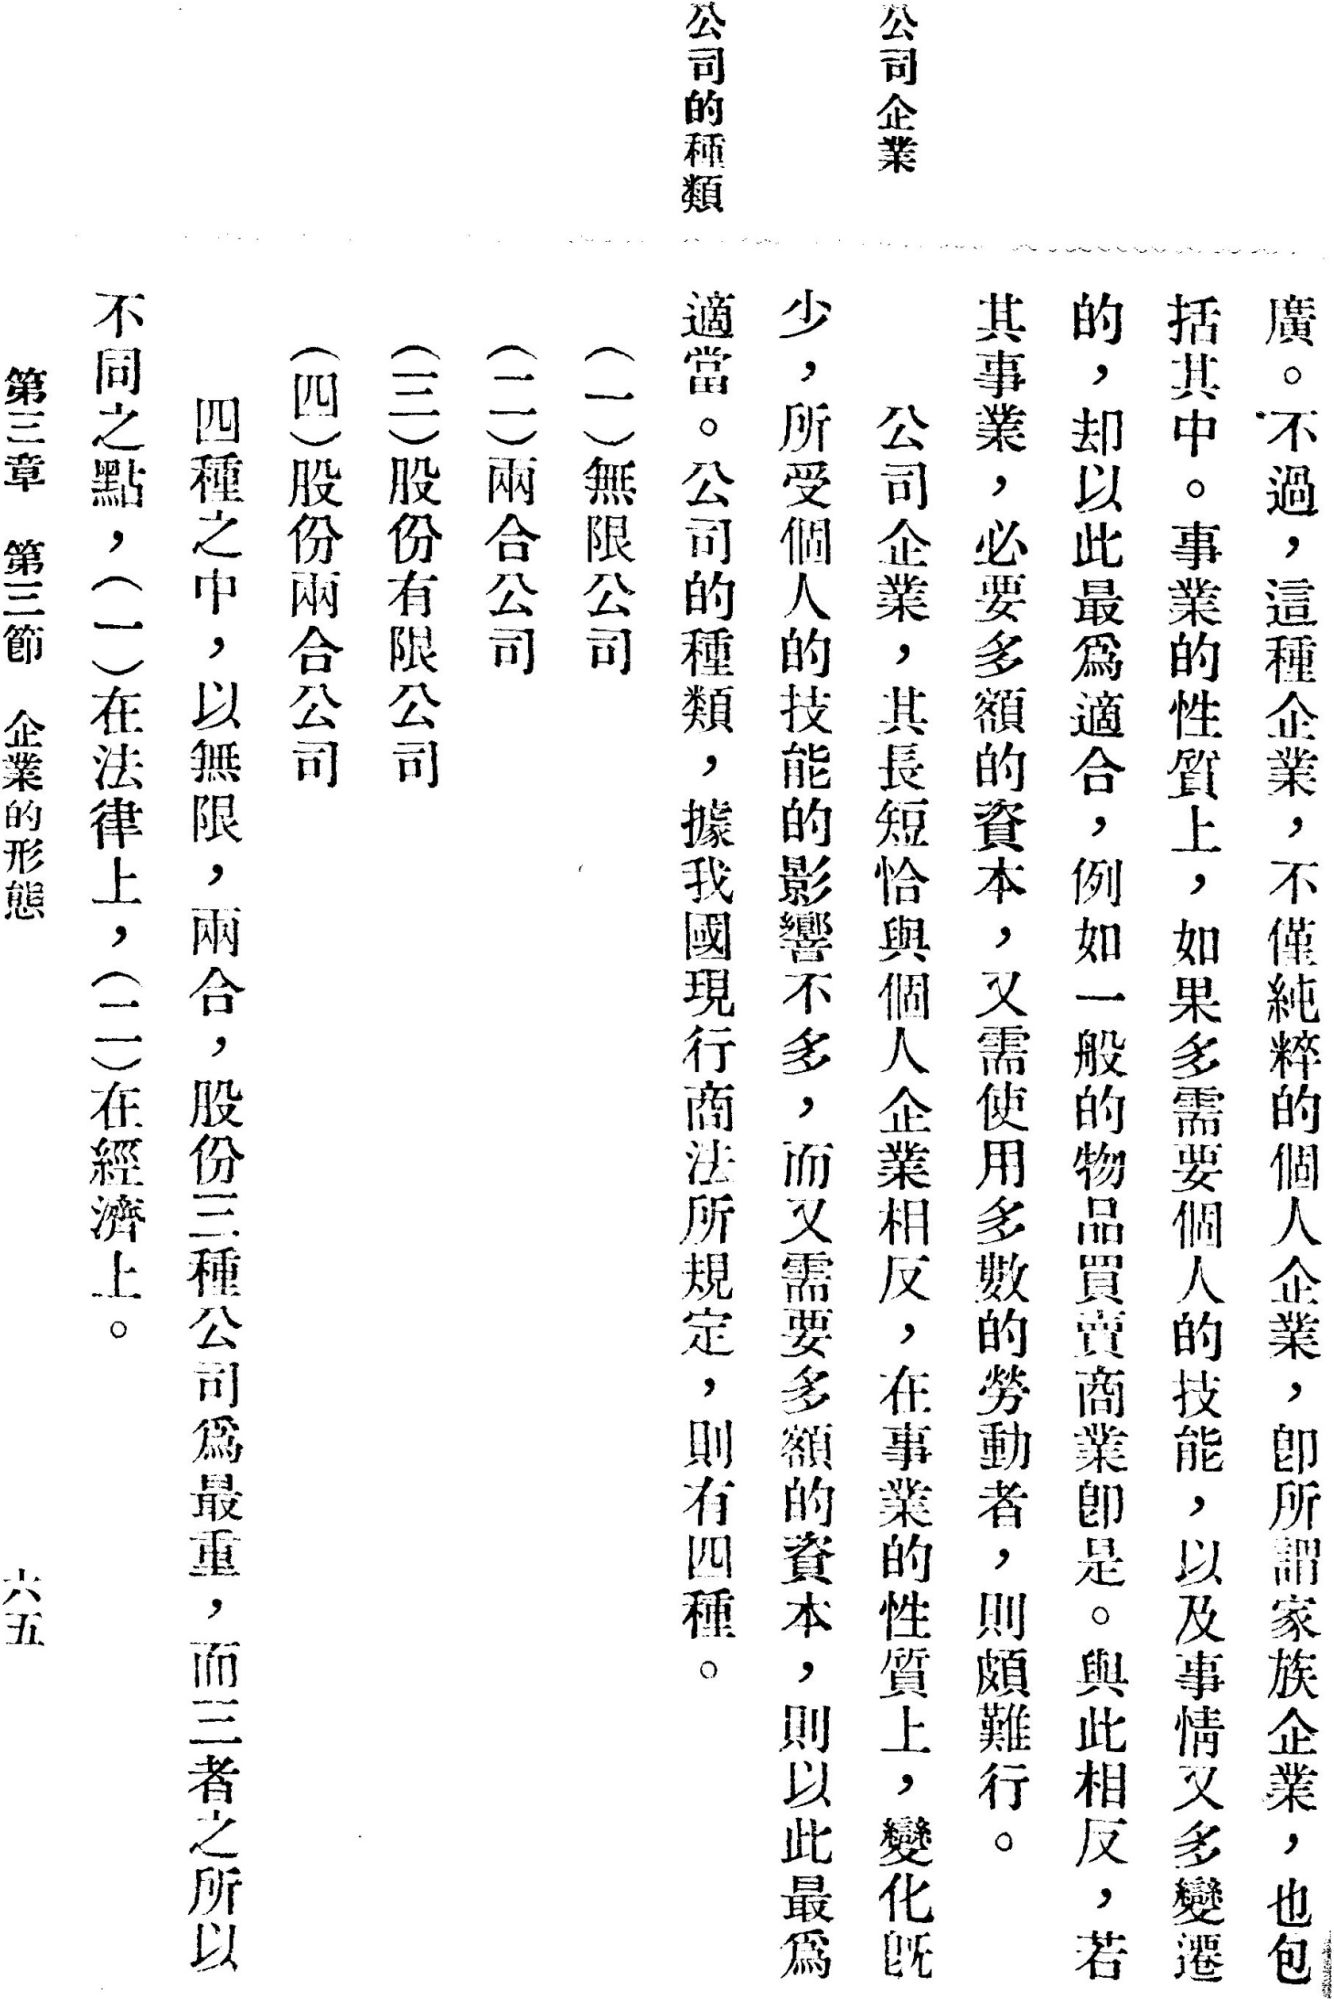 公司企業
公司的種類
廣。不過，這種企業，不僅純粹的個人企業，卽所謂家族企業，也包
括其中。事業的性質上，如果多需要個人的技能，以及事情又多變遷
的，却以此最爲適合，例如一般的物品買賣商業卽是。與此相反，若
其事業，必要多額的資本，又需使用多數的勞動者，則頗難行。
公司企業，其長短恰與個人企業相反，在事業的性質上，變化旣
少，所受個人的技能的影響不多，而又需要多額的資本，則以此最爲
適當。公司的種類，據我國現行商法所規定，則有四種。
（一）無限公司
（二）兩合公司
（三）股份有限公司
（四）股份兩合公司
四種之中，以無限，兩合，股份三種公司爲最重，而三者之所以
不同之點，（一）在法律上，（二）在經濟上。
第三章　第三節　企業的形態　六五